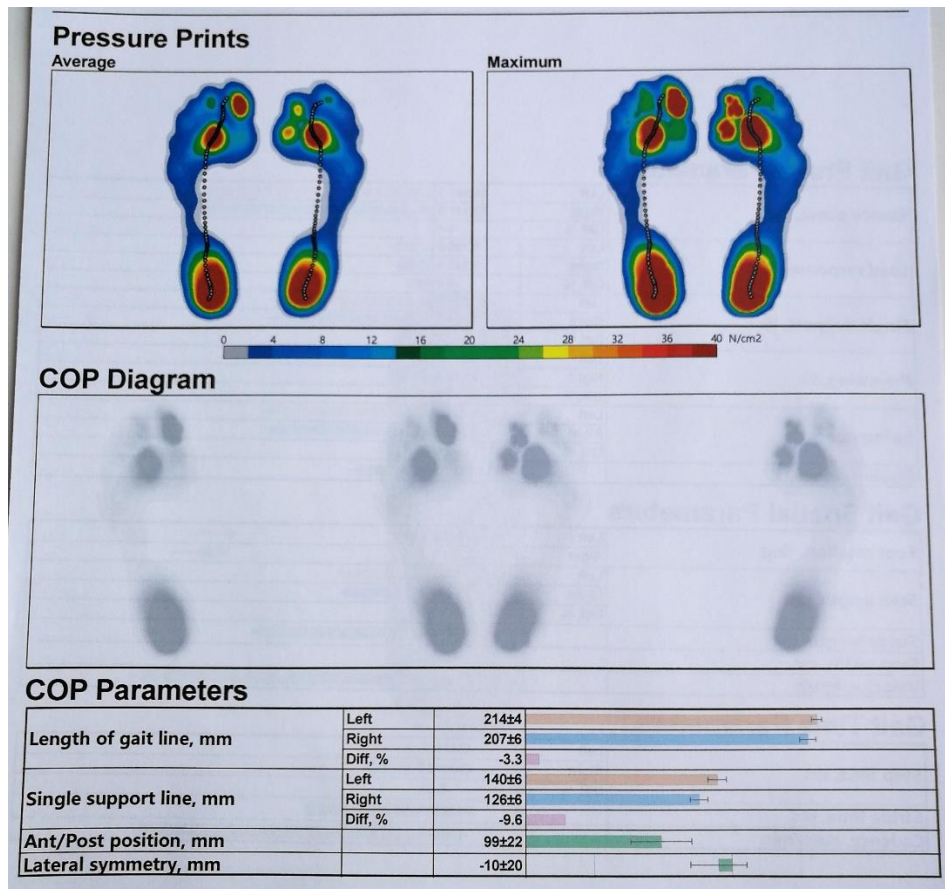 Pressure Prints
Average
Maximum
0 4 8 12 16 20 24 28 32 36 40 N/cm2
COP Diagram
COP Parameters
Length of gait line, mm Left 214±4
Right 207±6
Diff, % -3.3
Single support line, mm Left 140±6
Right 126±6
Diff, % -9.6
Ant/Post position, mm 99±22
Lateral symmetry, mm -10±20